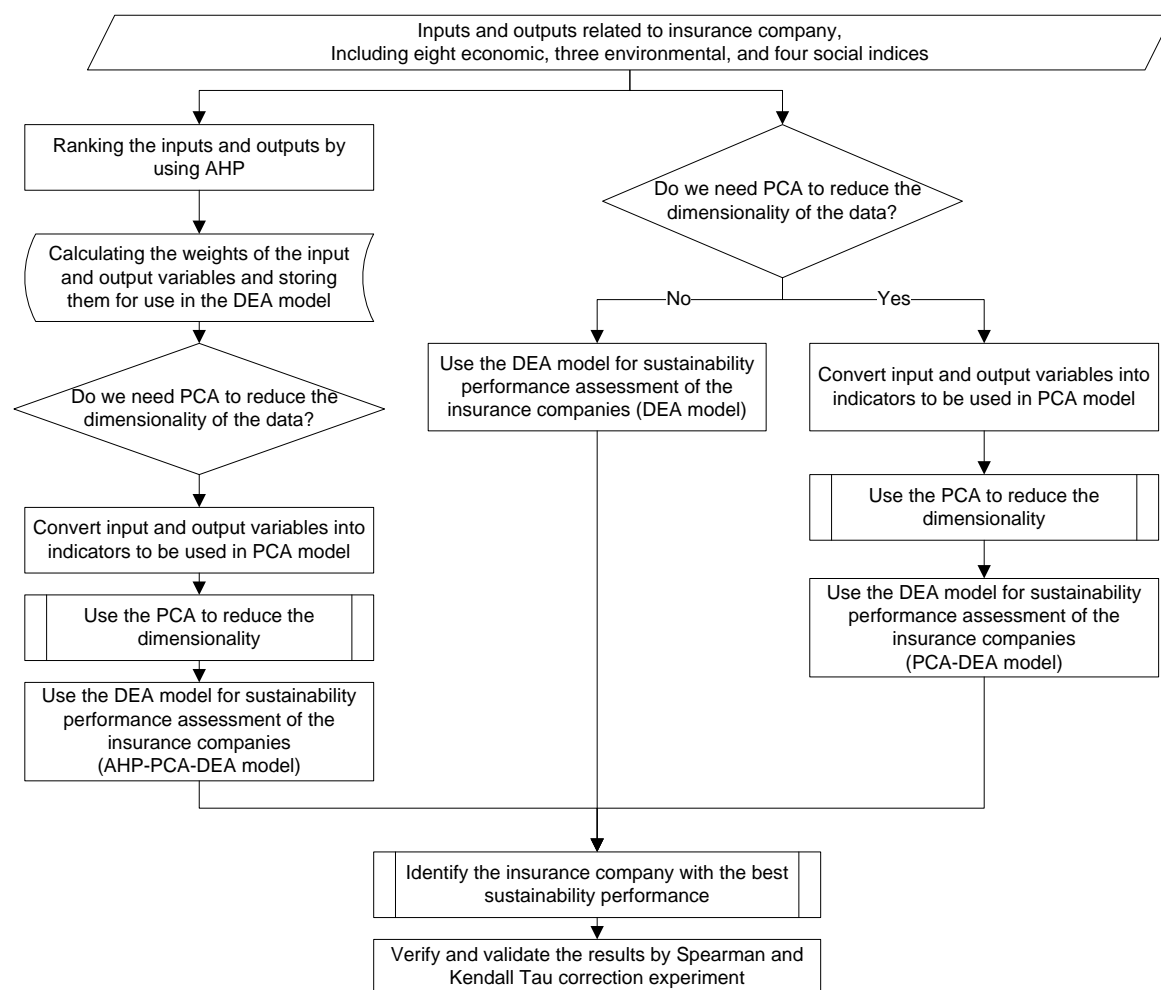 Inputs and outputs related to insurance company,
Including eight economic, three environmental, and four social indices
Ranking the inputs and outputs by
using AHP
Calculating the weights of the input
and output variables and storing
them for use in the DEA model
Do we need PCA to reduce the
dimensionality of the data?
Convert input and output variables into
indicators to be used in PCA model
Use the PCA to reduce the
dimensionality
Use the DEA model for sustainability
performance assessment of the
insurance companies
(AHP-PCA-DEA model)
Do we need PCA to reduce the
dimensionality of the data?
No
Yes
Use the DEA model for sustainability
performance assessment of the
insurance companies (DEA model)
Convert input and output variables into
indicators to be used in PCA model
Use the PCA to reduce the
dimensionality
Use the DEA model for sustainability
performance assessment of the
insurance companies
(PCA-DEA model)
Identify the insurance company with the best
sustainability performance
Verify and validate the results by Spearman and
Kendall Tau correction experiment